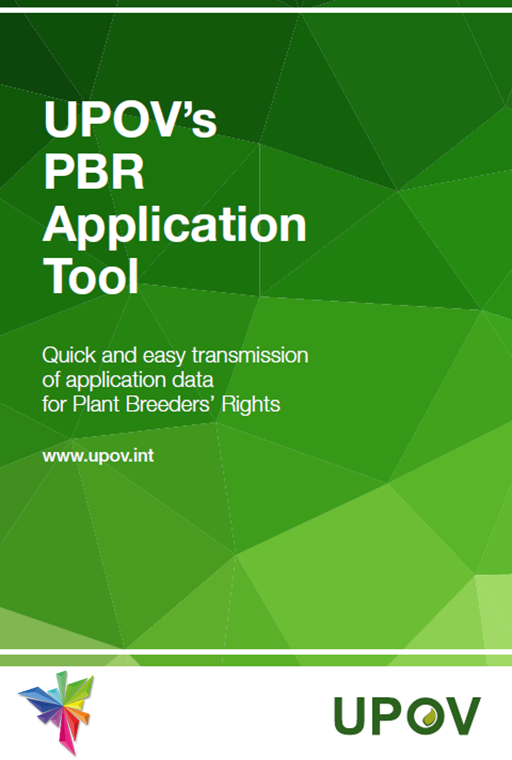 UPOV’s
PBR
Application
Tool
Quick and easy transmission
of application data
for Plant Breeders’ Rights
www.upov.int
UPOV